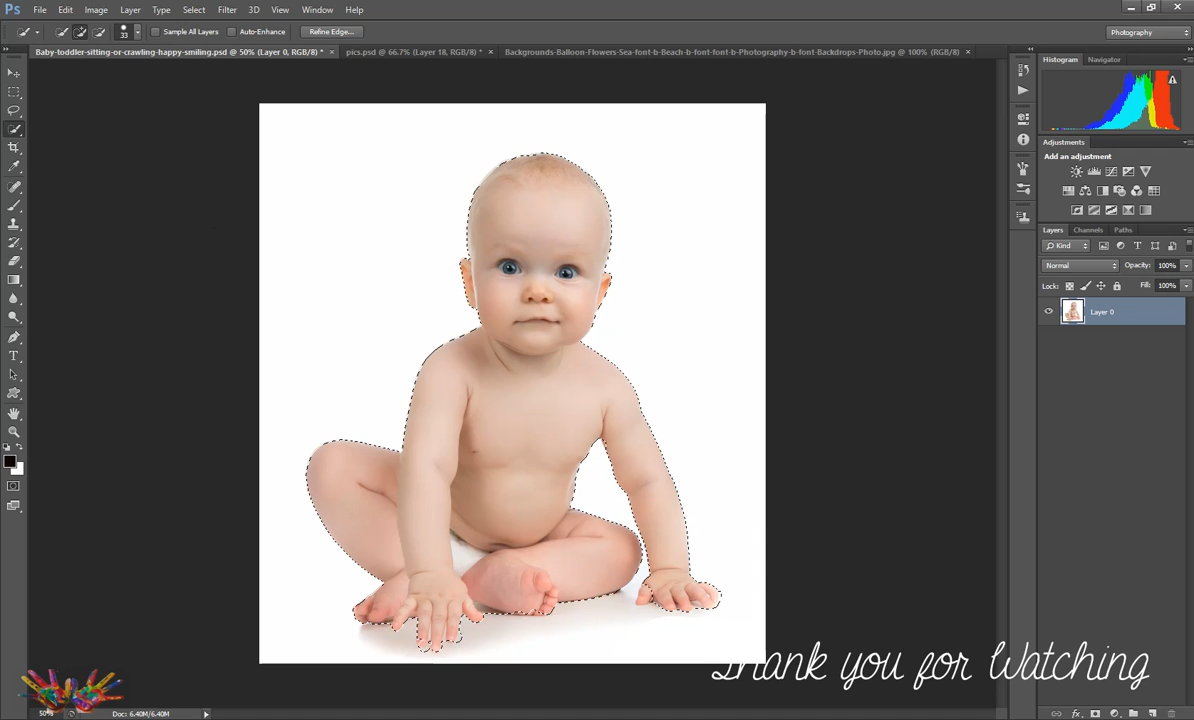 Ps File Edit Image Layer Type Select Filter 3D View Window Help
33 Sample All Layers Auto-Enhance Refine Edge... Photography
Baby-toddler-sitting-or-crawling-happy-smiling.psd @ 50% (Layer 0, RGB/8) * × pics.psd @ 66.7% (Layer 18, RGB/8) * × Backgrounds-Balloon-Flowers-Sea-font-b-Beach-b-font-font-b-Photography-b-font-Backdrops-Photo.jpg @ 100% (RGB/8) ×
Histogram Navigator
Adjustments
Add an adjustment
Layers Channels Paths
Kind
Normal Opacity: 100%
Lock: Fill: 100%
Layer 0
Thank you for Watching
50% Doc: 6.40M/6.40M